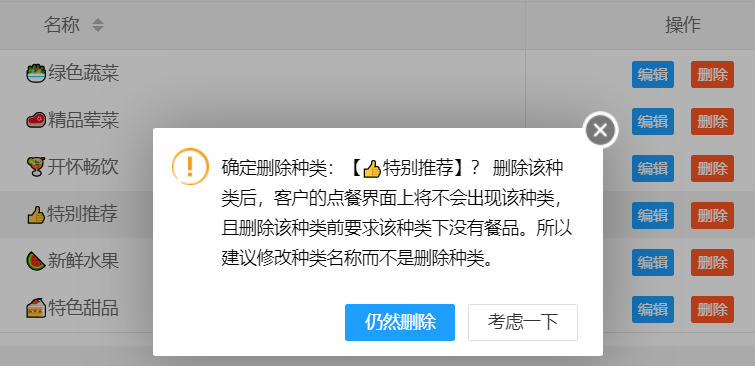 名称 操作
🥗绿色蔬菜 编辑 删除
🥩精品荤菜 编辑 删除
🍹开怀畅饮 编辑 删除
👍特别推荐 编辑 删除
🍉新鲜水果 编辑 删除
🍰特色甜品 编辑 删除
确定删除种类：【👍特别推荐】？ 删除该种
类后，客户的点餐界面上将不会出现该种类，
且删除该种类前要求该种类下没有餐品。所以
建议修改种类名称而不是删除种类。
仍然删除 考虑一下